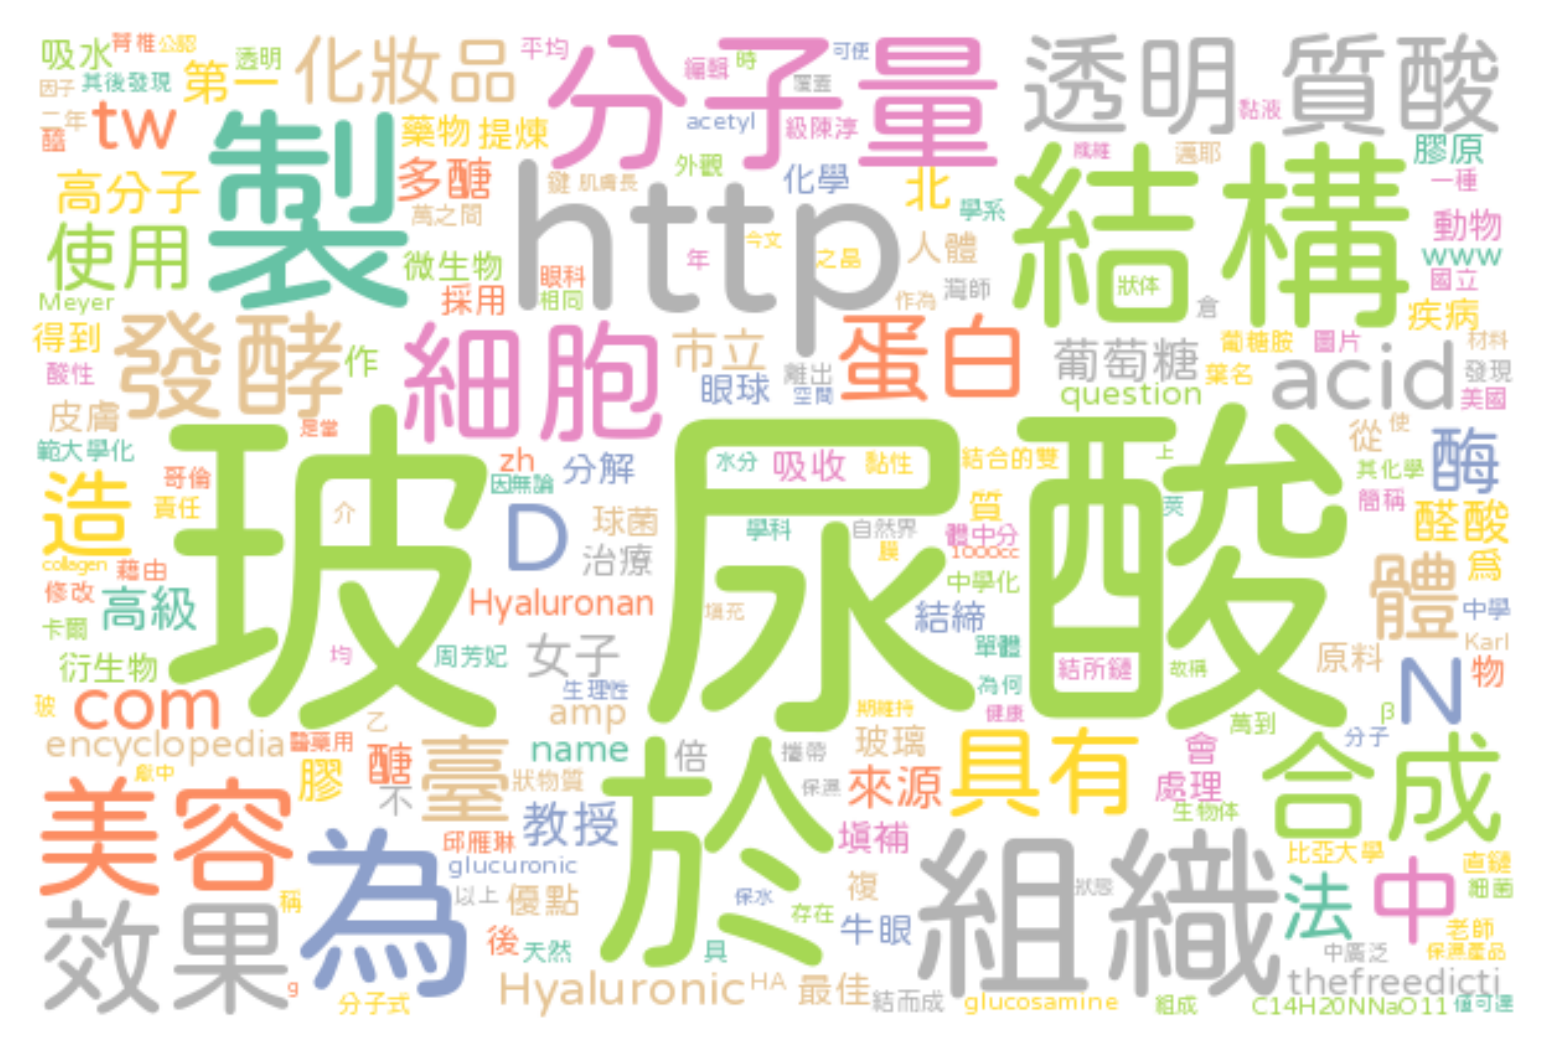 吸水
脊椎
公認
透明
化妝品
平均
分子量
可使
透明
質酸
因子
其後發現
第一
編輯
時
覆蓋
黏液
二年
tw
製
藥物
提煉
acetyl
級陳淳
纖維
邁耶
膠原
醯
高分子
多醣
鍵
肌膚長
外觀
化學
北
學系
結構
一種
使用
萬之間
http
年
今文
之晶
人體
動物
www
微生物
眼科
狀体
國立
Meyer
採用
相同
作為
灣師
倉
疾病
得到
發酵
作
細胞
市立
蛋白
葡萄糖
葡糖胺
圖片
材料
酸性
眼球
離出
空間
acid
葉名
發現
皮膚
question
美國
是當
玻尿酸
從
使
範大學化
哥倫
zh
分解
水分
吸收
黏性
結合的雙
上
酶
其化學
造
責任
因無論
介
D
球菌
學科
自然界
質
體中分
莢
簡稱
醛酸
collagen
藉由
治療
膜
1000cc
體
為
修改
高級
Hyaluronan
填充
中學化
結締
中學
卡爾
均
周芳妃
女子
單體
原料
Karl
衍生物
生理性
結所鏈
故稱
N
物
玻
com
乙
amp
期維持
為何
健康
萬到
β
encyclopedia
醫藥用
name
倍
攜帶
玻璃
會
分子
獻中
膠
醣
臺
狀物質
保濕
來源
具有
處理
合成
美容
不
教授
於
生物体
為
邱雁琳
填補
組織
比亞大學
直鏈
glucuronic
複
狀態
法
中
細菌
效果
稱
以上
優點
保水
存在
牛眼
老師
後
天然
具
中廣泛
保濕產品
g
分子式
Hyaluronic
HA
最佳
結而成
glucosamine
組成
thefreedicti
C14H20NNaO11
值可達